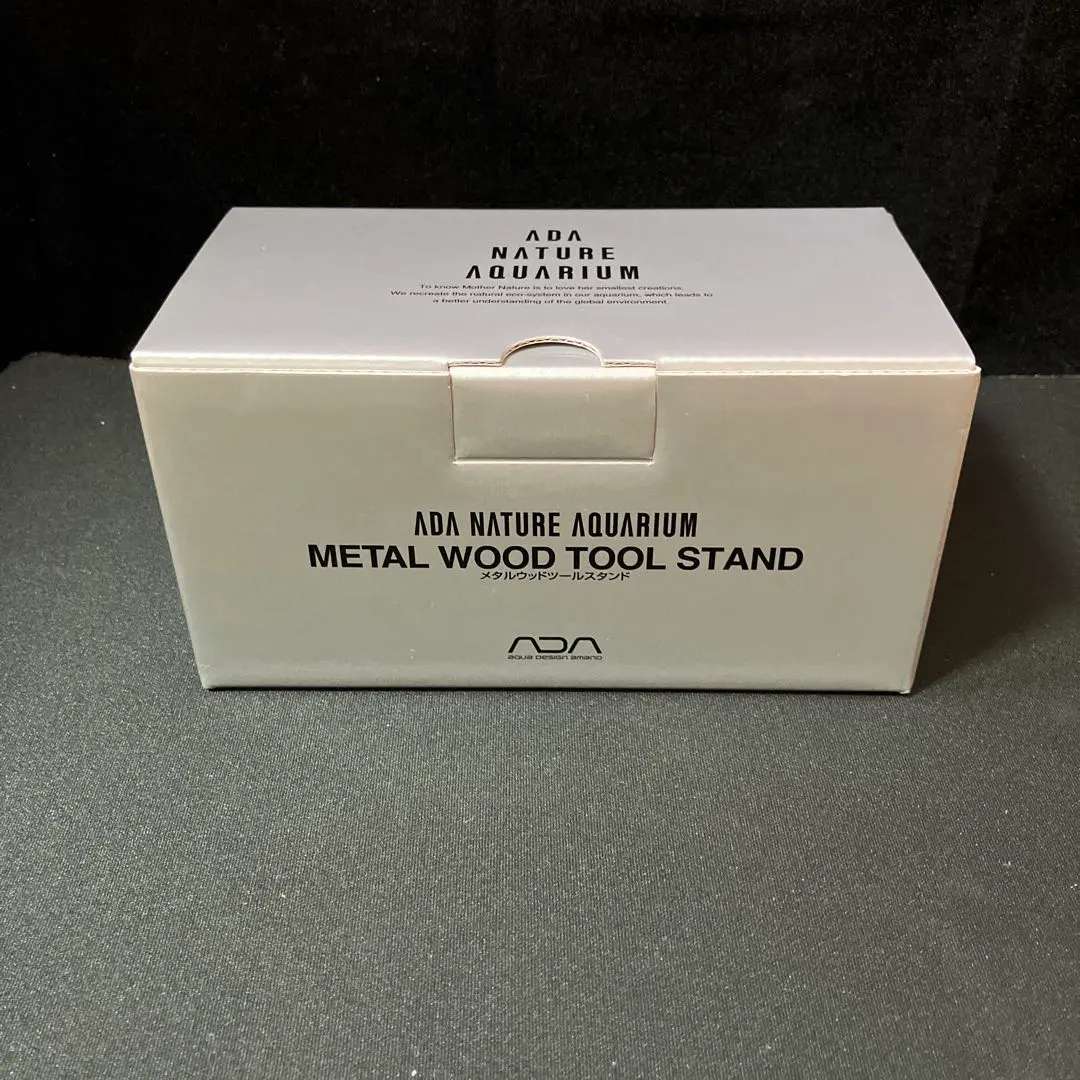 ADA
NATURE
AQUARIUM
To know Mother Nature is to love her smallest creations.
We recreate the natural eco-system in our aquarium, which leads to
a better understanding of the global environment.
ADA NATURE AQUARIUM
METAL WOOD TOOL STAND
メタルウッドツールスタンド
ADA
aqua design amano